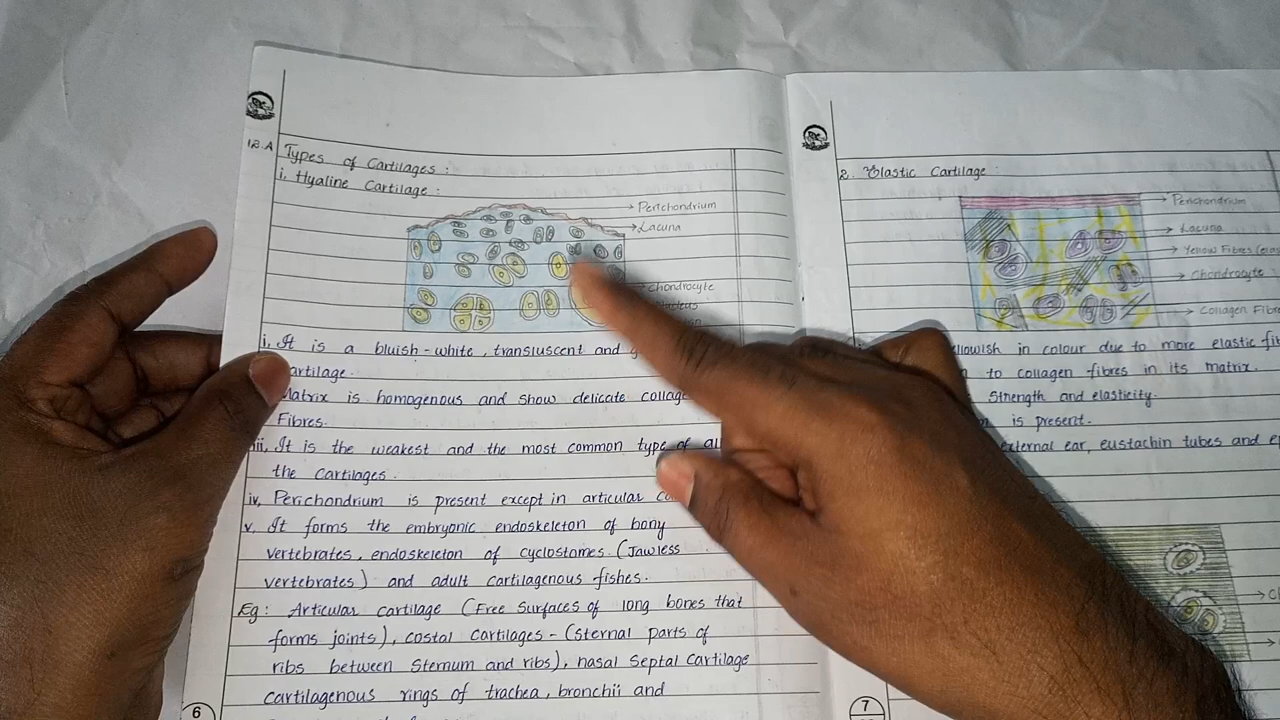 12.A
Types of Cartilages :
i. Hyaline Cartilage :
Perichondrium
Lacuna
Chondrocyte
i. It is a bluish-white, transluscent and
artilage.
Matrix is homogenous and show delicate collage
Fibres.
iii. It is the weakest and the most common type of al
the cartilages.
iv. Perichondrium is present except in articular
v. It forms the embryonic endoskeleton of bony
vertebrates, endoskeleton of cyclostomes (Jawless
vertebrates) and adult cartilagenous fishes.
Eg: Articular cartilage (Free Surfaces of long bones that
forms joints), costal cartilages - (Sternal parts of
ribs between Sternum and ribs), nasal Septal Cartilage
cartilagenous rings of trachea, bronchii and
6
2. Elastic Cartilage :
Perichondrium
Lacuna
Yellow Fibres
Chondrocyte
Collagen Fibre
llowish in colour due to more elastic fib
to collagen fibres in its matrix.
Strength and elasticity.
is present.
external ear, eustachin tubes and
7